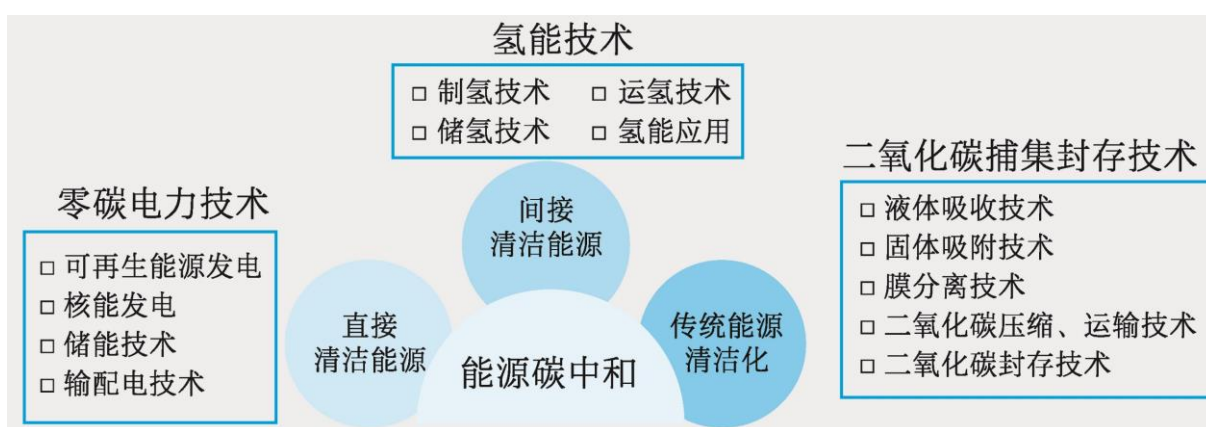 氢能技术
□ 制氢技术 □ 运氢技术
□ 储氢技术 □ 氢能应用
二氧化碳捕集封存技术
□ 液体吸收技术
□ 固体吸附技术
□ 膜分离技术
□ 二氧化碳压缩、运输技术
□ 二氧化碳封存技术
零碳电力技术
□ 可再生能源发电
□ 核能发电
□ 储能技术
□ 输配电技术
间接
清洁能源
直接
清洁能源
传统能源
清洁化
能源碳中和